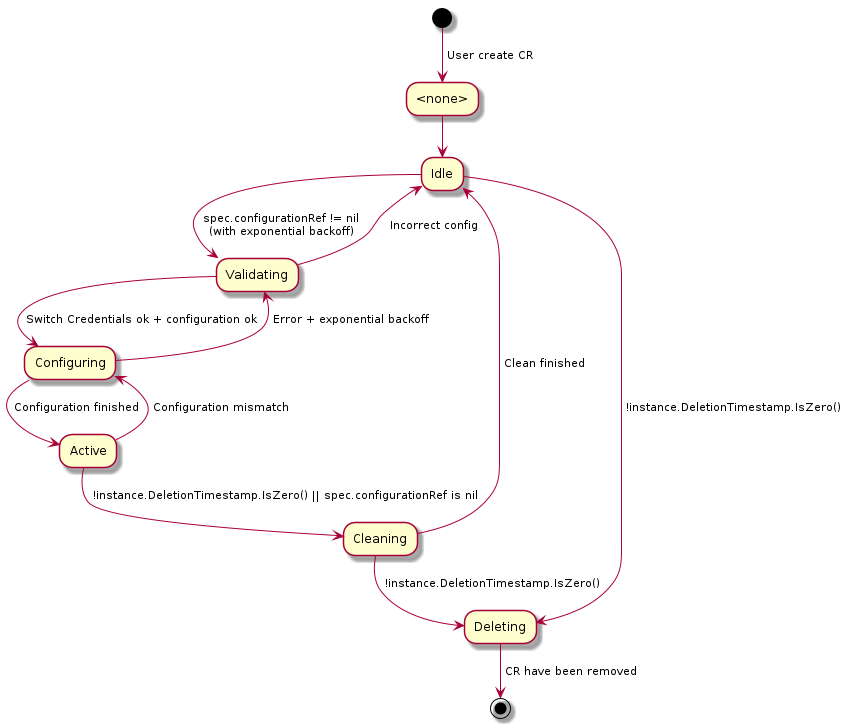 User create CR
<none>
Idle
spec.configurationRef != nil
(with exponential backoff)
Incorrect config
Validating
Switch Credentials ok + configuration ok
Error + exponential backoff
Configuring
Clean finished
Configuration finished
Configuration mismatch
!instance.DeletionTimestamp.IsZero()
Active
!instance.DeletionTimestamp.IsZero() || spec.configurationRef is nil
Cleaning
!instance.DeletionTimestamp.IsZero()
Deleting
CR have been removed